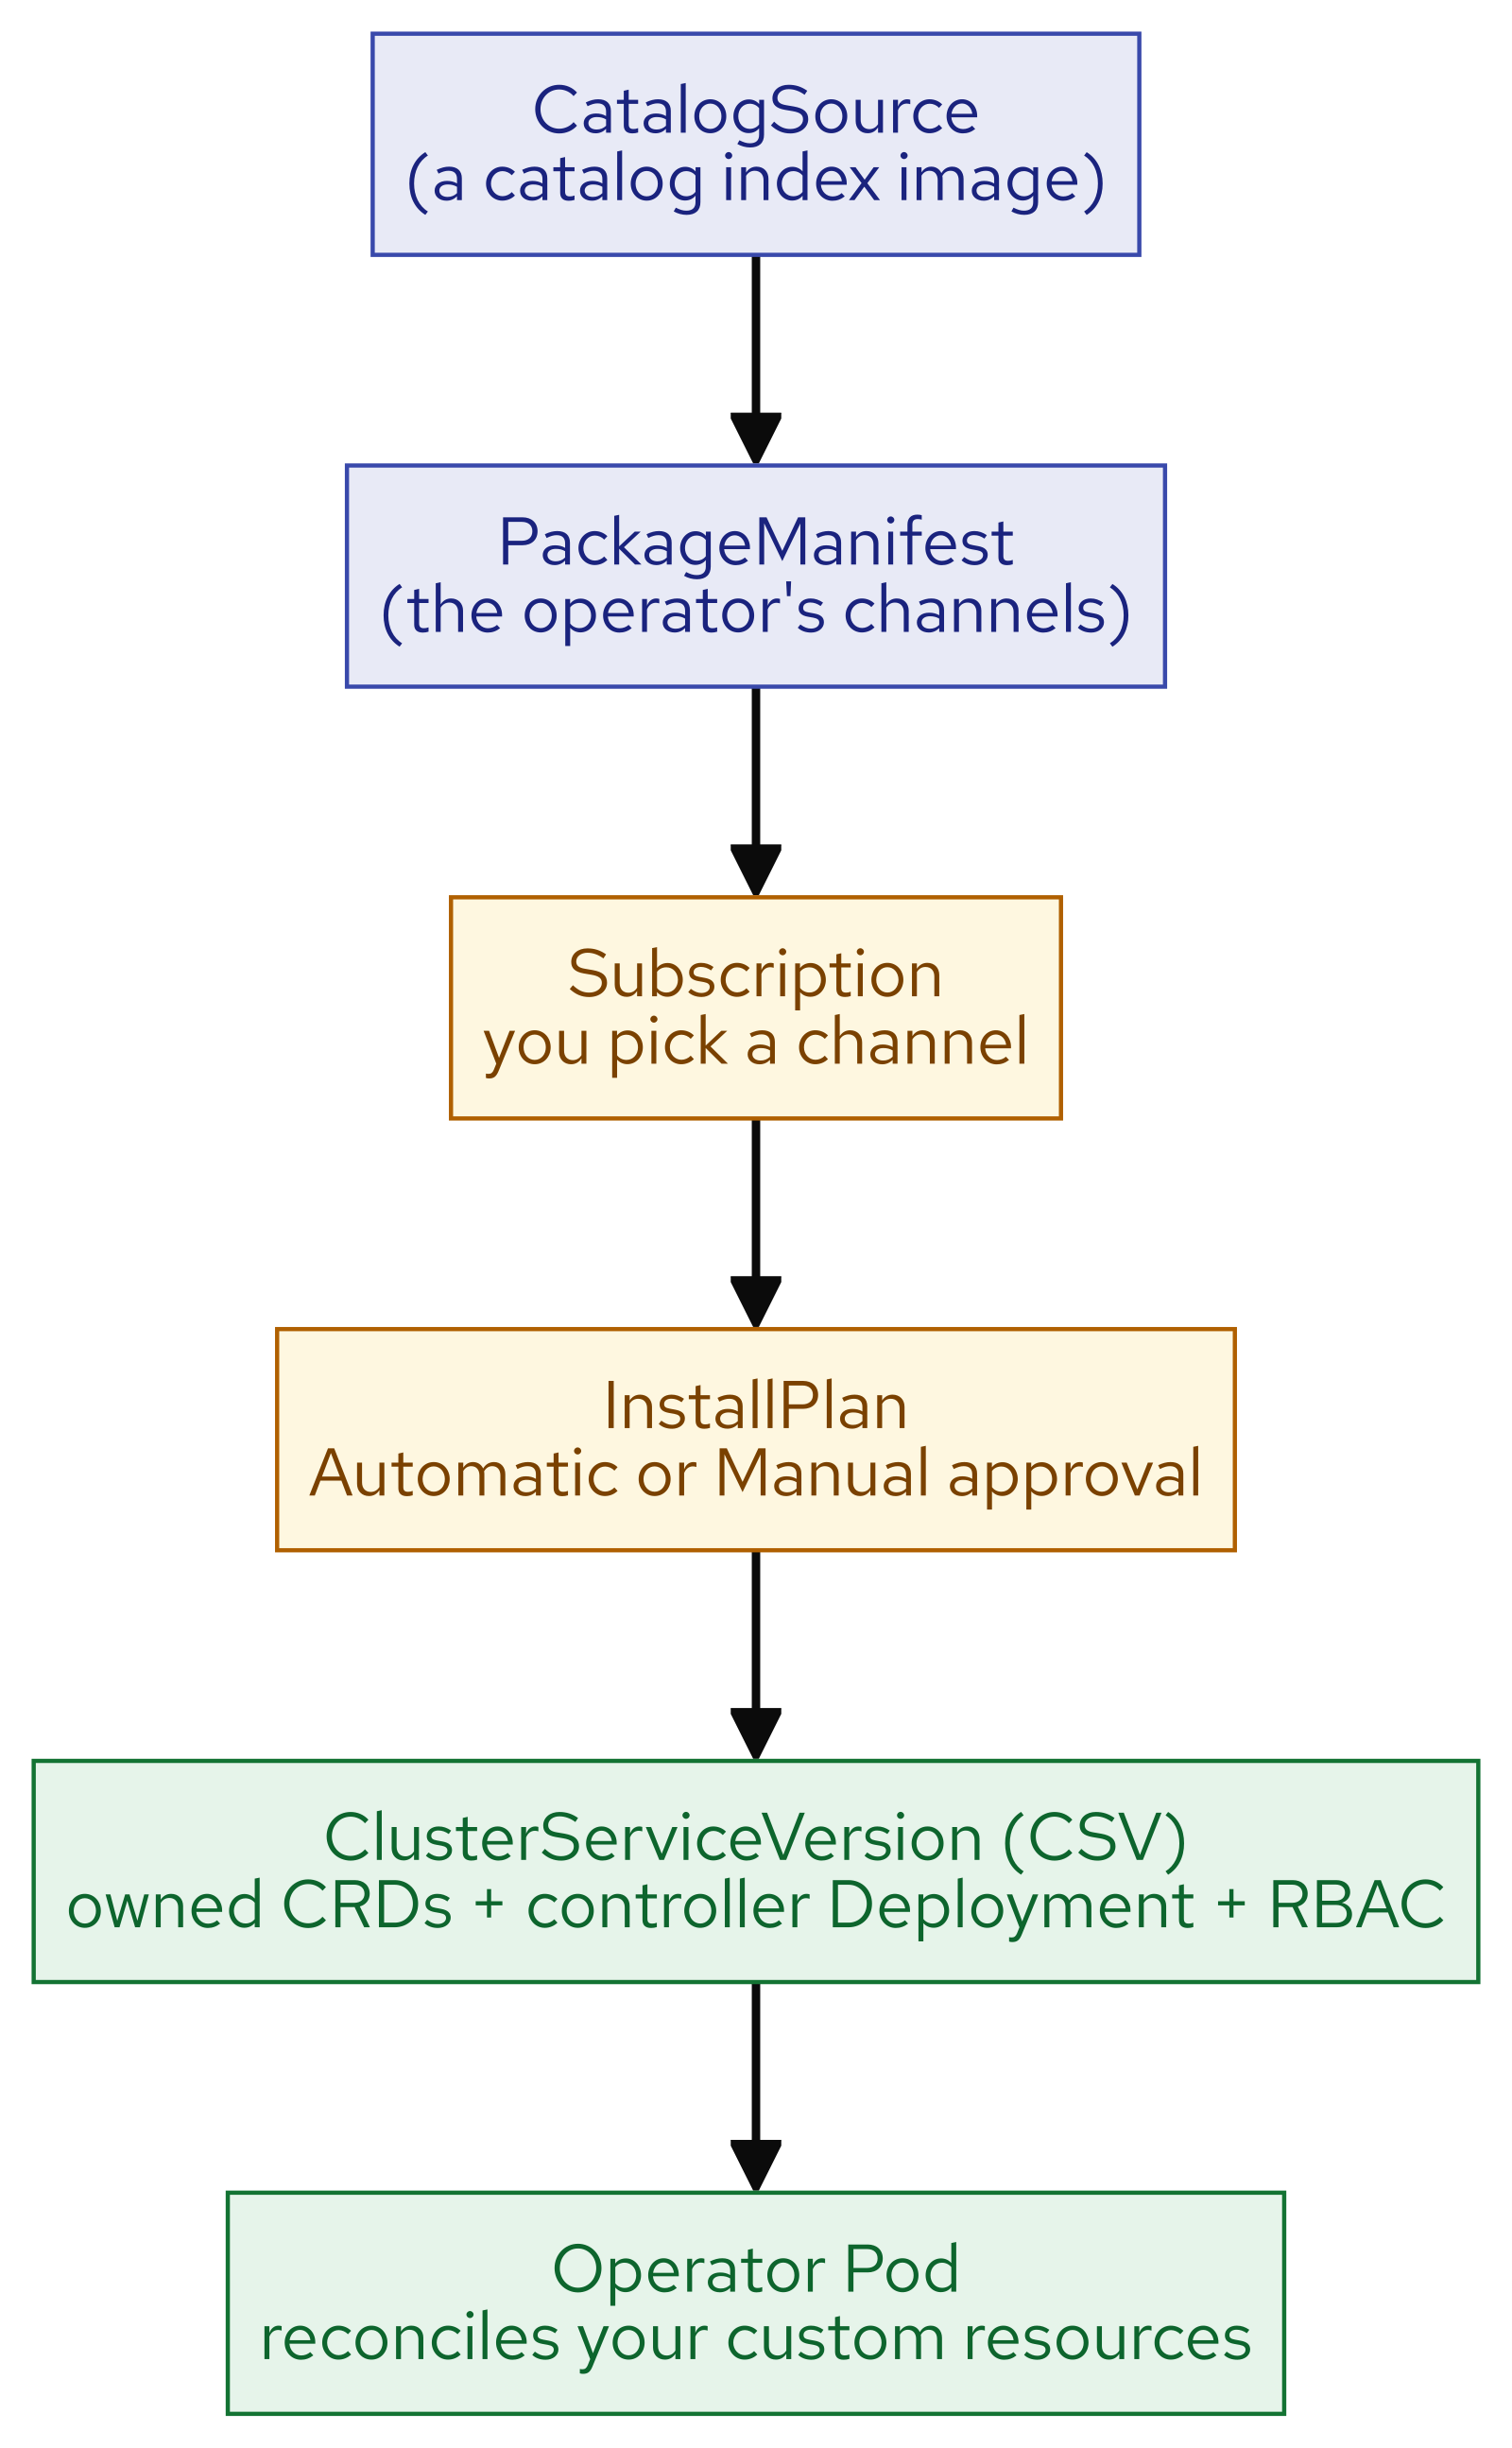 CatalogSource
(a catalog index image)
PackageManifest
(the operator's channels)
Subscription
you pick a channel
InstallPlan
Automatic or Manual approval
ClusterServiceVersion (CSV)
owned CRDs + controller Deployment + RBAC
Operator Pod
reconciles your custom resources